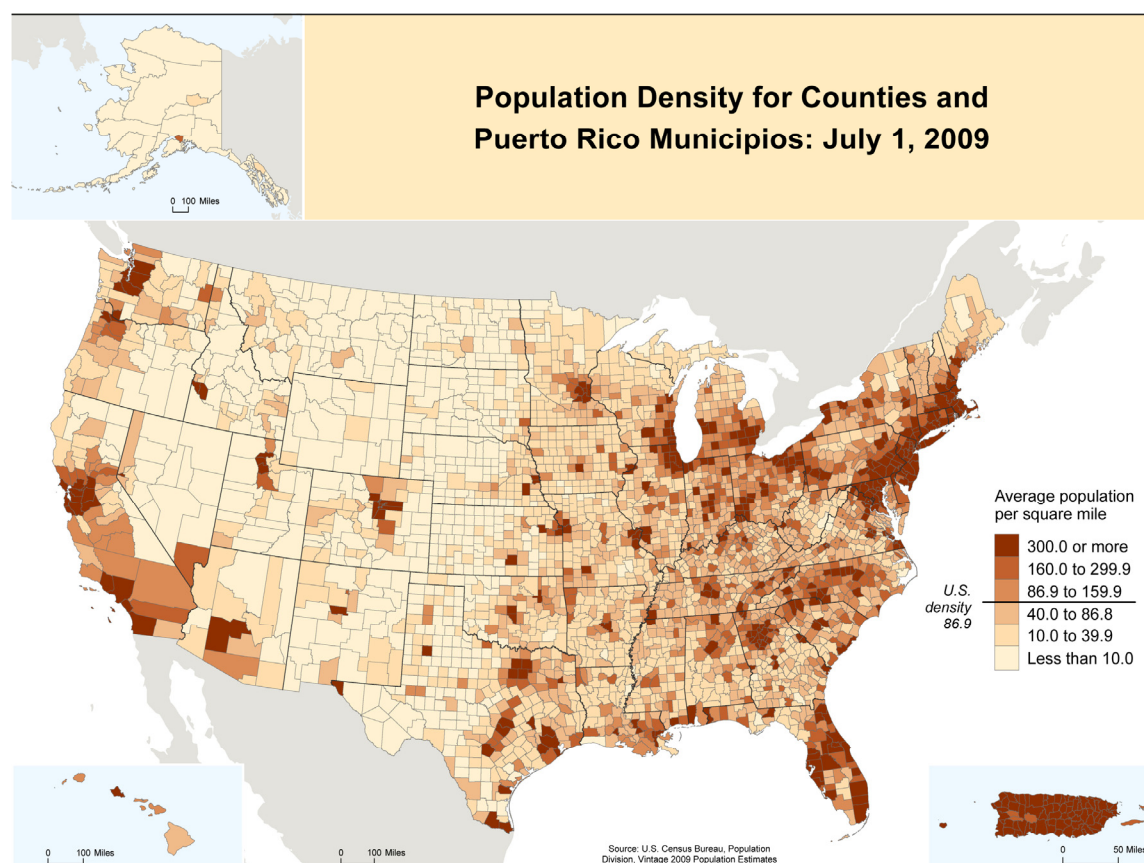 Population Density for Counties and
Puerto Rico Municipios: July 1, 2009
0 100 Miles
Average population
per square mile
300.0 or more
160.0 to 299.9
86.9 to 159.9
U.S.
density
86.9
40.0 to 86.8
10.0 to 39.9
Less than 10.0
0 100 Miles
0 100 Miles
Source: U.S. Census Bureau, Population
Division, Vintage 2009 Population Estimates
0 50 Miles